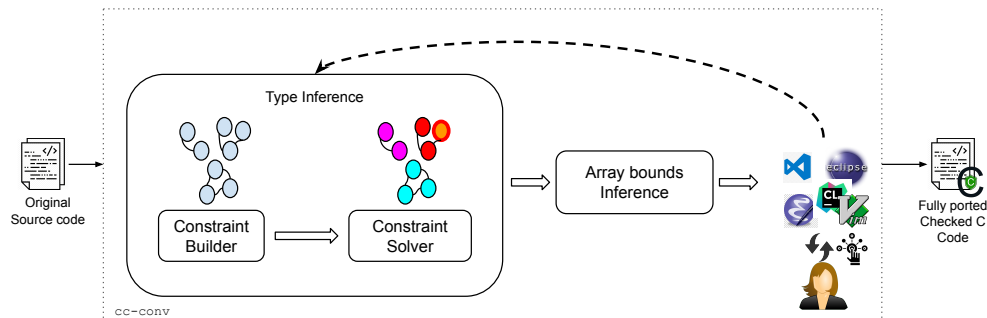 Original
Source code
Type Inference
Constraint
Builder
Constraint
Solver
Array bounds
Inference
eclipse
CL
Vim
C
Fully ported
Checked C
Code
cc-conv